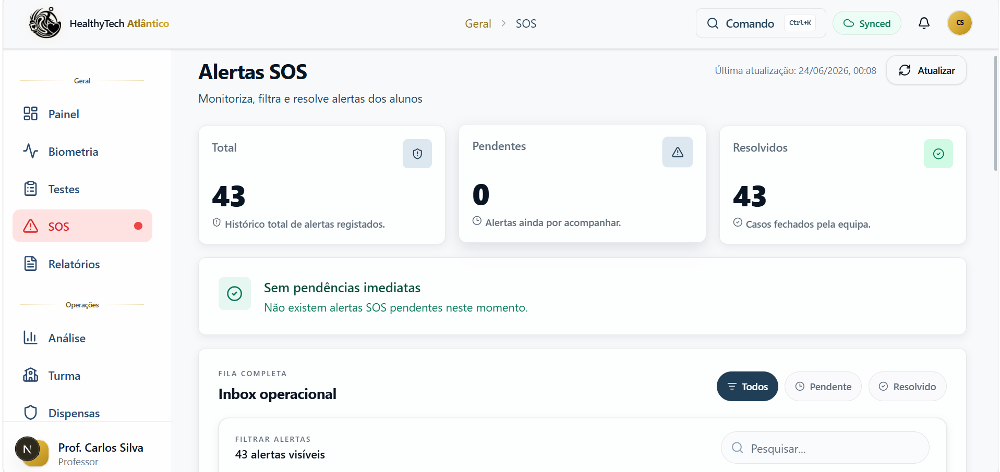 HealthyTech Atlântico
Geral > SOS
Comando Ctrl+K
Synced
CS
Geral
Painel
Biometria
Testes
SOS
Relatórios
Operações
Análise
Turma
Dispensas
N
Prof. Carlos Silva
Professor
Alertas SOS
Monitoriza, filtra e resolve alertas dos alunos
Última atualização: 24/06/2026, 00:08
Atualizar
Total
43
Histórico total de alertas registados.
Pendentes
0
Alertas ainda por acompanhar.
Resolvidos
43
Casos fechados pela equipa.
Sem pendências imediatas
Não existem alertas SOS pendentes neste momento.
FILA COMPLETA
Inbox operacional
Todos
Pendente
Resolvido
FILTRAR ALERTAS
43 alertas visíveis
Pesquisar...